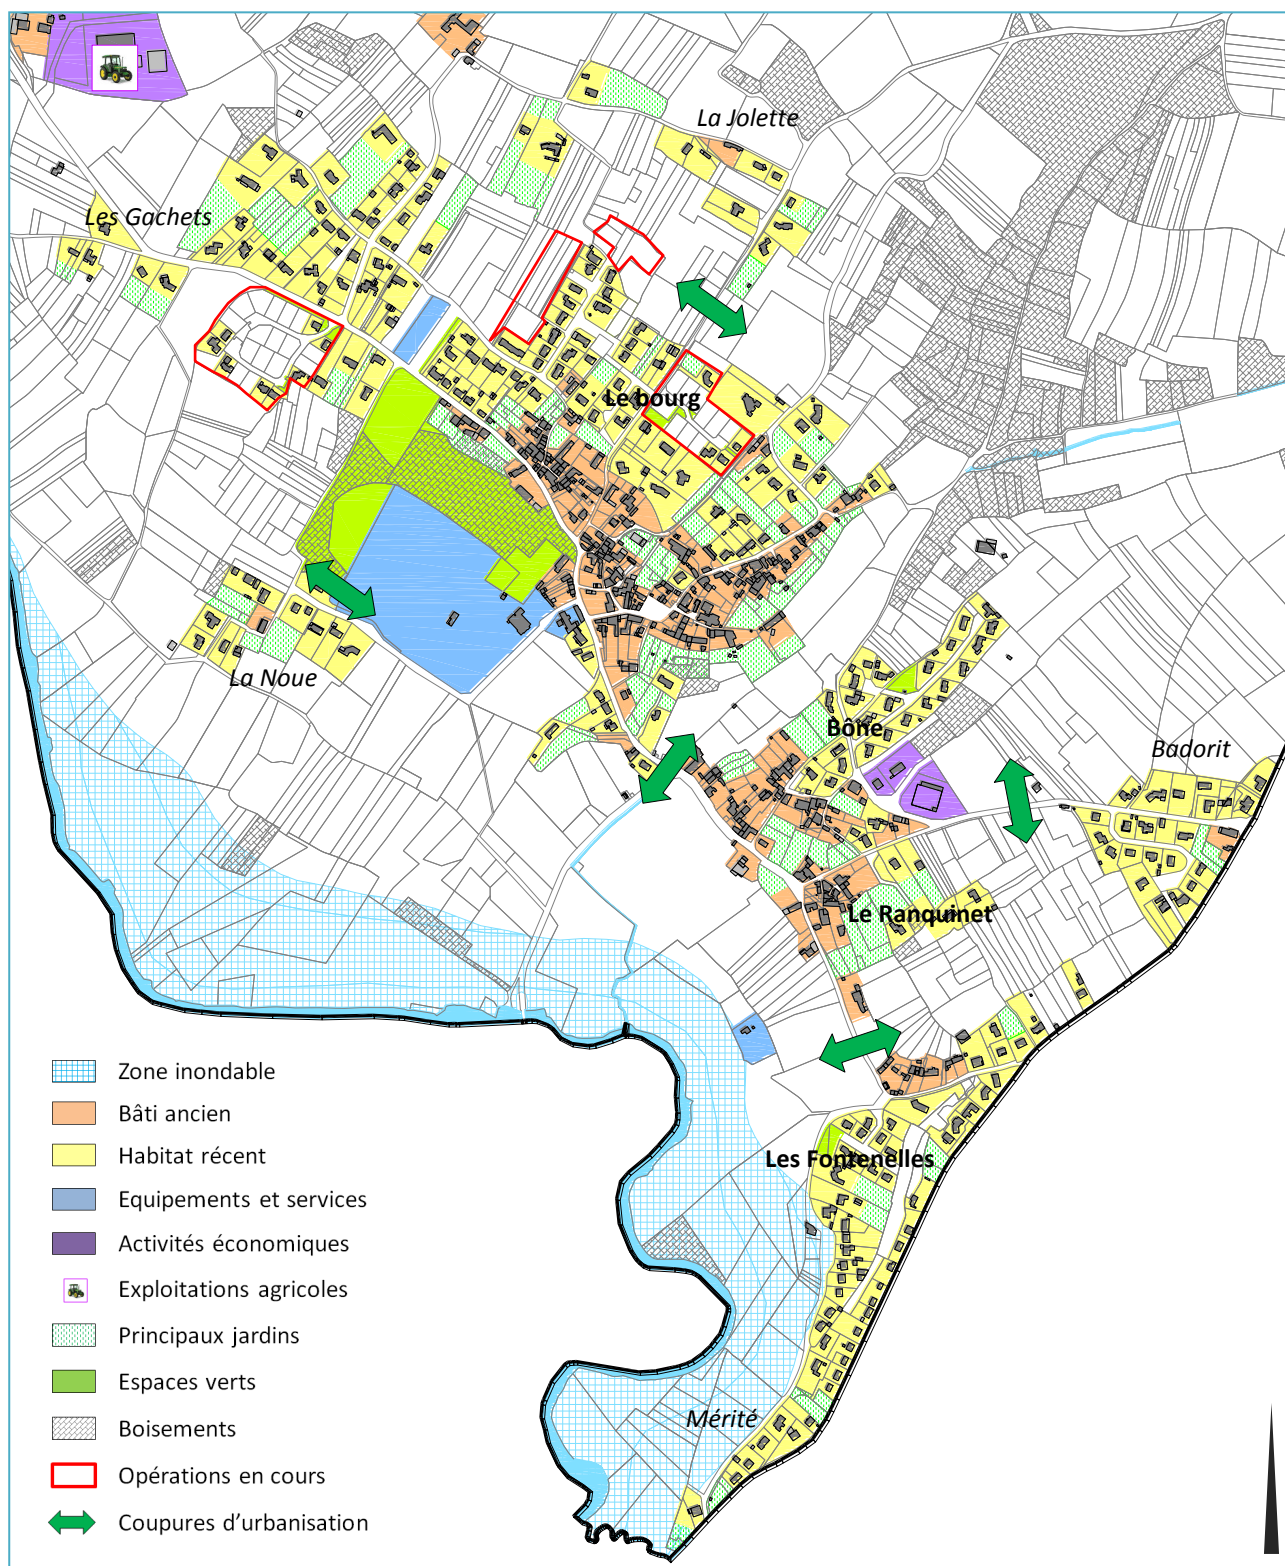 La Jolette
Les Gachets
Le bourg
La Noue
Bône
Badorit
Le Ranquinet
Les Fontenelles
Mérité
Zone inondable
Bâti ancien
Habitat récent
Equipements et services
Activités économiques
Exploitations agricoles
Principaux jardins
Espaces verts
Boisements
Opérations en cours
Coupures d’urbanisation